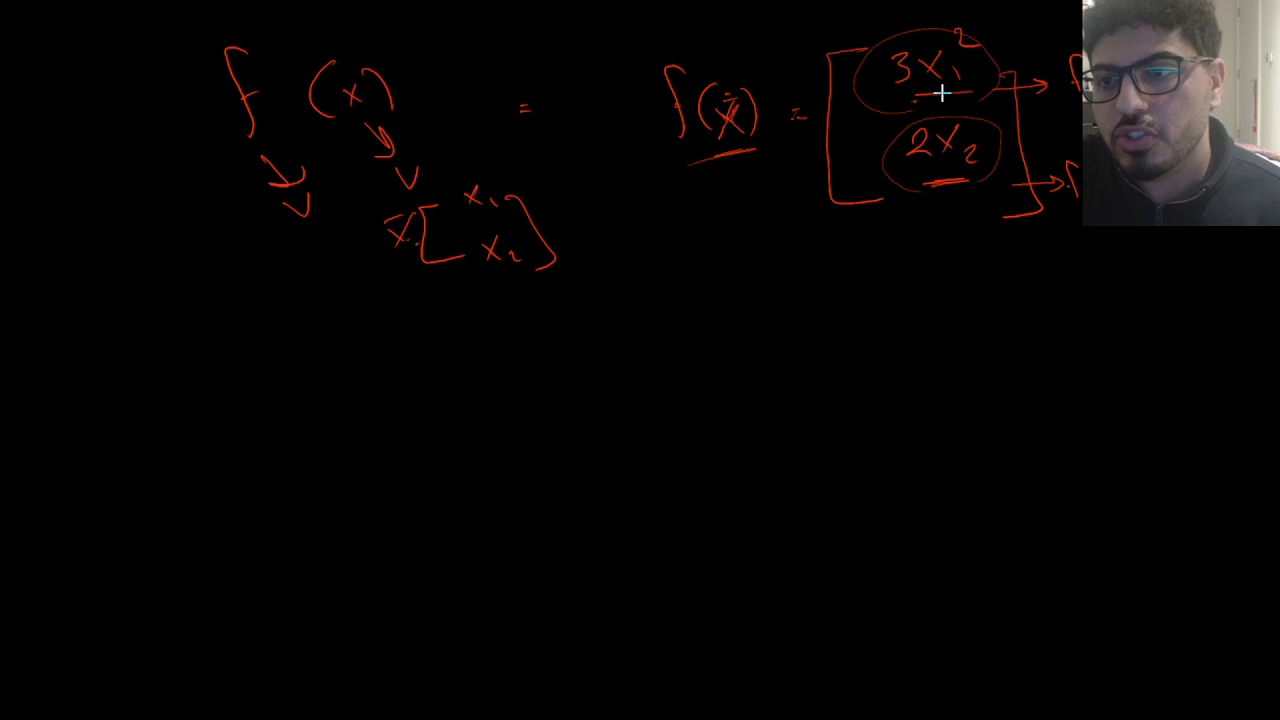 f (x) = f(x̄) = [3x₁² → f
2x₂] → f
v v x̄: [x₁
x₂]